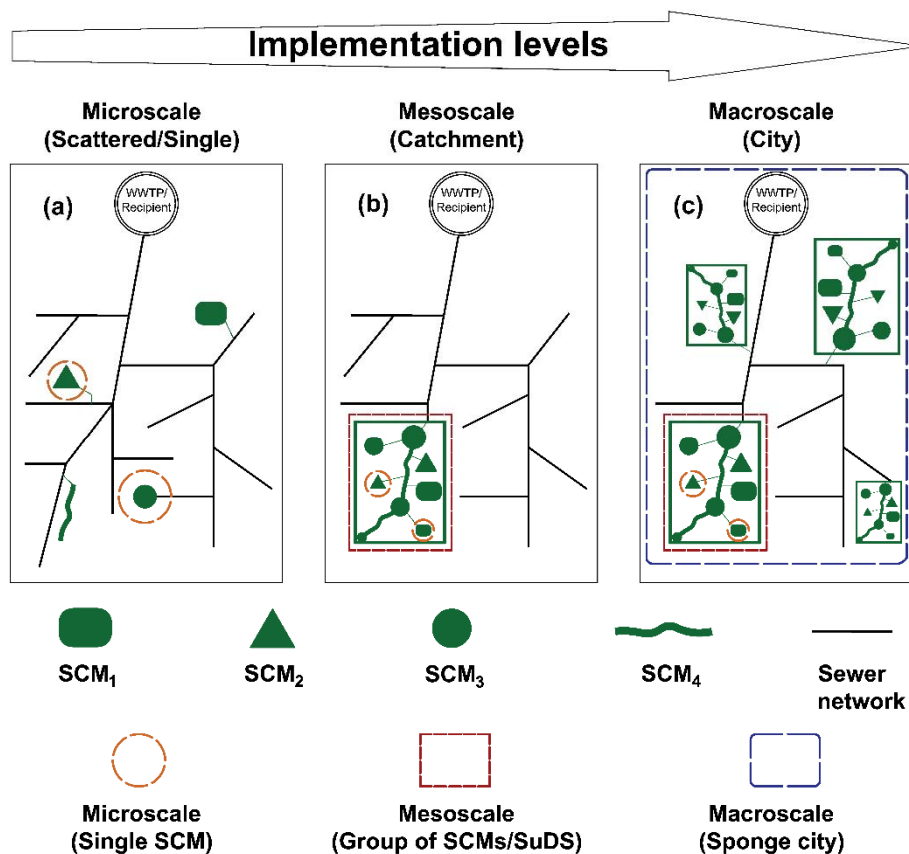 Implementation levels
Microscale
(Scattered/Single)
Mesoscale
(Catchment)
Macroscale
(City)
(a)
WWTP/
Recipient
(b)
WWTP/
Recipient
(c)
WWTP/
Recipient
SCM₁
SCM₂
SCM₃
SCM₄
Sewer
network
Microscale
(Single SCM)
Mesoscale
(Group of SCMs/SuDS)
Macroscale
(Sponge city)